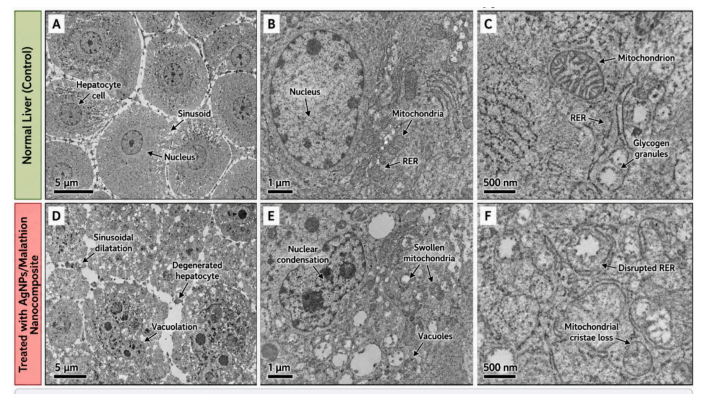 Normal Liver (Control)
A
Hepatocyte
cell
Sinusoid
Nucleus
5 µm
B
Nucleus
Mitochondria
RER
1 µm
C
Mitochondrion
RER
Glycogen
granules
500 nm
Treated with AgNPs/Malathion
Nanocomposite
D
Sinusoidal
dilatation
Degenerated
hepatocyte
Vacuolation
5 µm
E
Nuclear
condensation
Swollen
mitochondria
Vacuoles
1 µm
F
Disrupted RER
Mitochondrial
cristae loss
500 nm